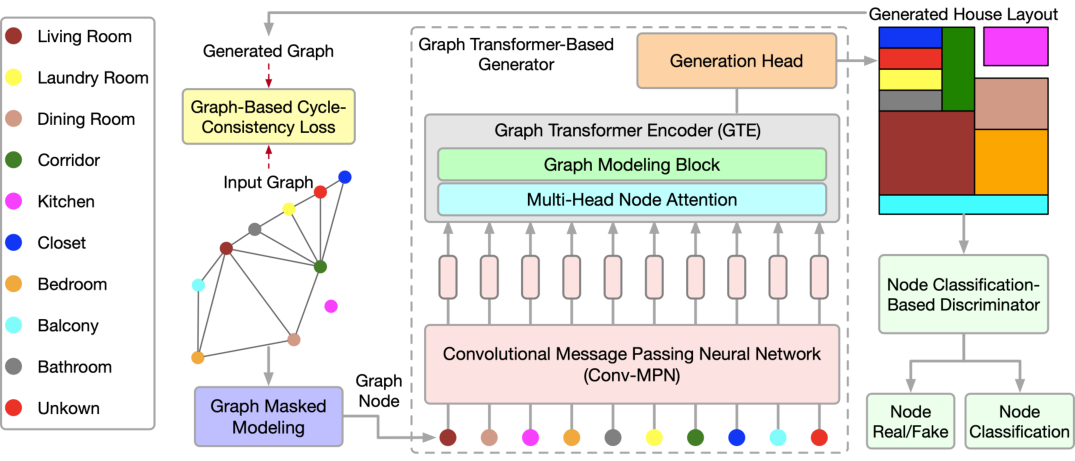 Living Room
Laundry Room
Dining Room
Corridor
Kitchen
Closet
Bedroom
Balcony
Bathroom
Unkown
Generated Graph
Graph-Based Cycle-
Consistency Loss
Input Graph
Graph Masked
Modeling
Graph
Node
Graph Transformer-Based
Generator
Generation Head
Graph Transformer Encoder (GTE)
Graph Modeling Block
Multi-Head Node Attention
Convolutional Message Passing Neural Network
(Conv-MPN)
Generated House Layout
Node Classification-
Based Discriminator
Node
Real/Fake
Node
Classification